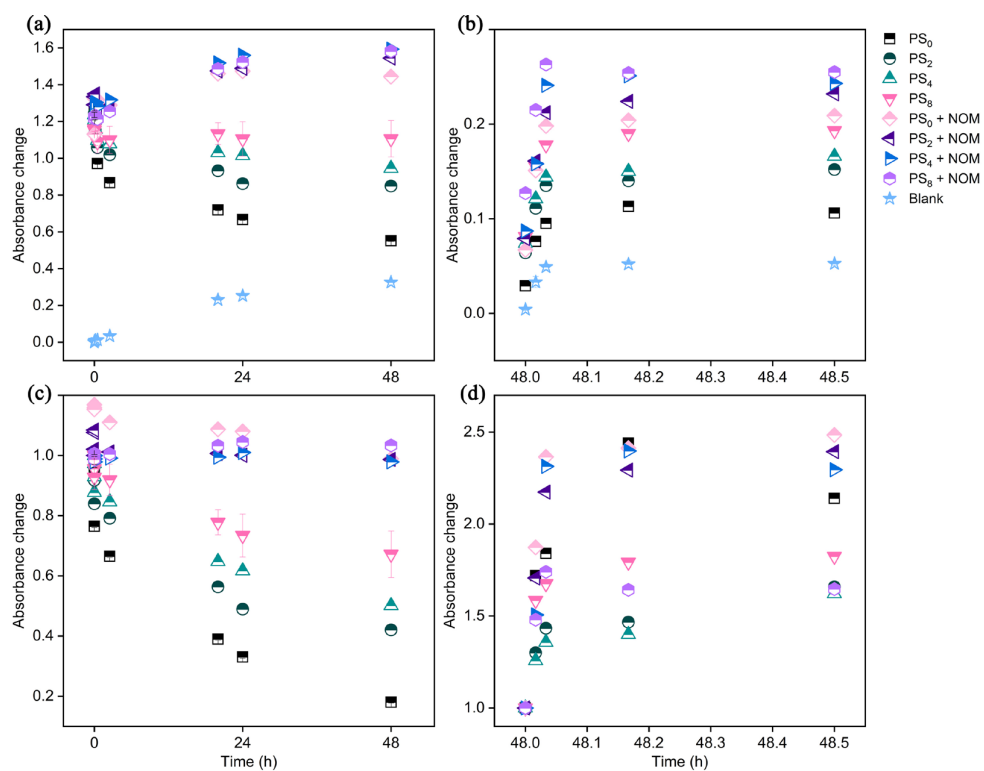 (a)
1.6
1.4
1.2
1.0
0.8
0.6
0.4
0.2
0.0
Absorbance change
0 24 48
(b)
0.2
0.1
0.0
Absorbance change
48.0 48.1 48.2 48.3 48.4 48.5
PS₀
PS₂
PS₄
PS₈
PS₀ + NOM
PS₂ + NOM
PS₄ + NOM
PS₈ + NOM
Blank
(c)
1.0
0.8
0.6
0.4
0.2
Absorbance change
0 24 48
Time (h)
(d)
2.5
2.0
1.5
1.0
Absorbance change
48.0 48.1 48.2 48.3 48.4 48.5
Time (h)